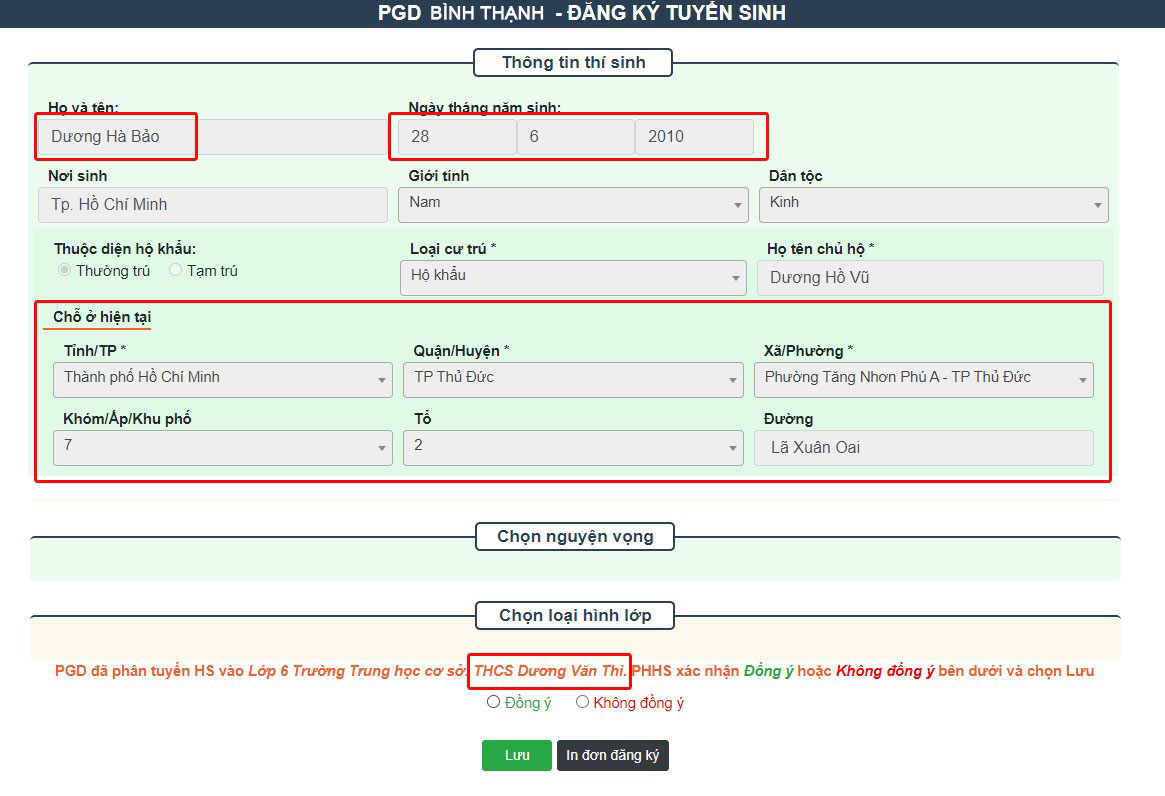 PGD BÌNH THẠNH - ĐĂNG KÝ TUYỂN SINH
Thông tin thí sinh
Họ và tên: Ngày tháng năm sinh:
Dương Hà Bảo 28 6 2010
Nơi sinh Giới tính Dân tộc
Tp. Hồ Chí Minh Nam Kinh
Thuộc diện hộ khẩu: Loại cư trú * Họ tên chủ hộ *
Thường trú Tạm trú Hộ khẩu Dương Hồ Vũ
Chỗ ở hiện tại
Tỉnh/TP * Quận/Huyện * Xã/Phường *
Thành phố Hồ Chí Minh TP Thủ Đức Phường Tăng Nhơn Phú A - TP Thủ Đức
Khóm/Ấp/Khu phố Tổ Đường
7 2 Lã Xuân Oai
Chọn nguyện vọng
Chọn loại hình lớp
PGD đã phân tuyến HS vào Lớp 6 Trường Trung học cơ sở: THCS Dương Văn Thì. PHHS xác nhận Đồng ý hoặc Không đồng ý bên dưới và chọn Lưu
Đồng ý Không đồng ý
Lưu In đơn đăng ký